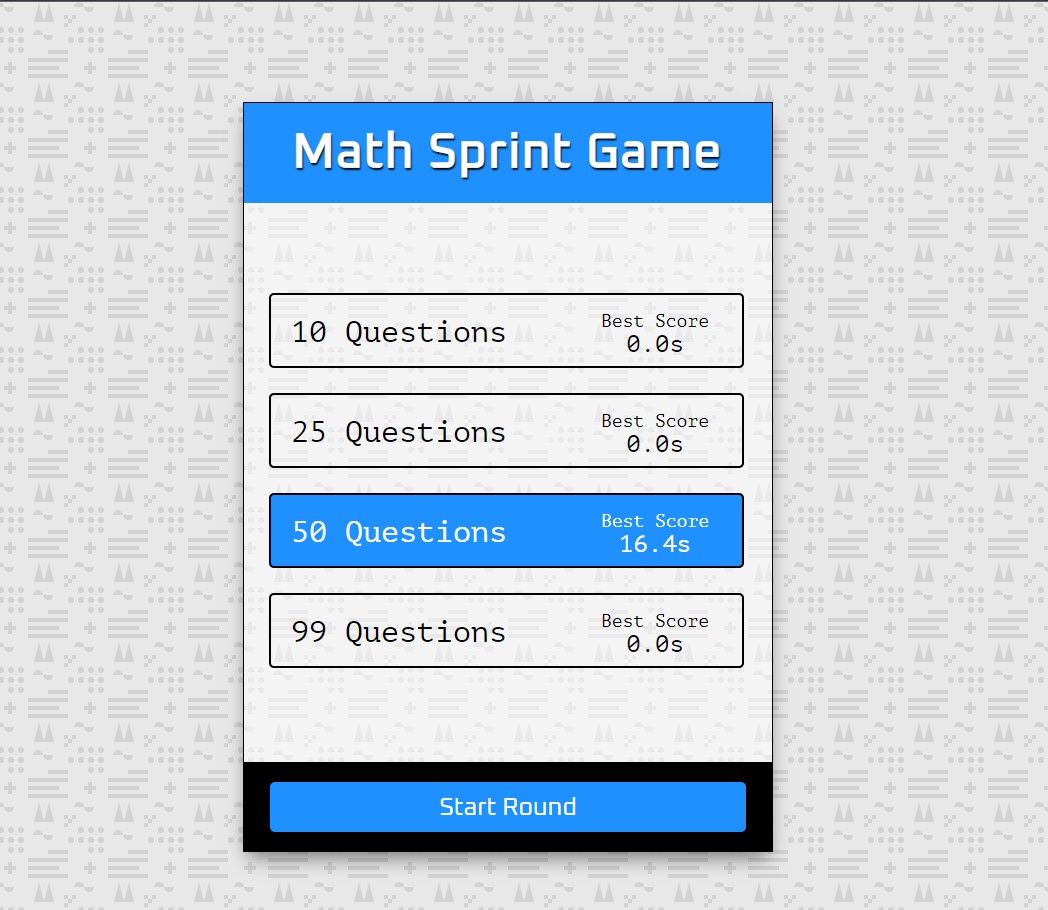 Math Sprint Game
10 Questions
Best Score
0.0s
25 Questions
Best Score
0.0s
50 Questions
Best Score
16.4s
99 Questions
Best Score
0.0s
Start Round